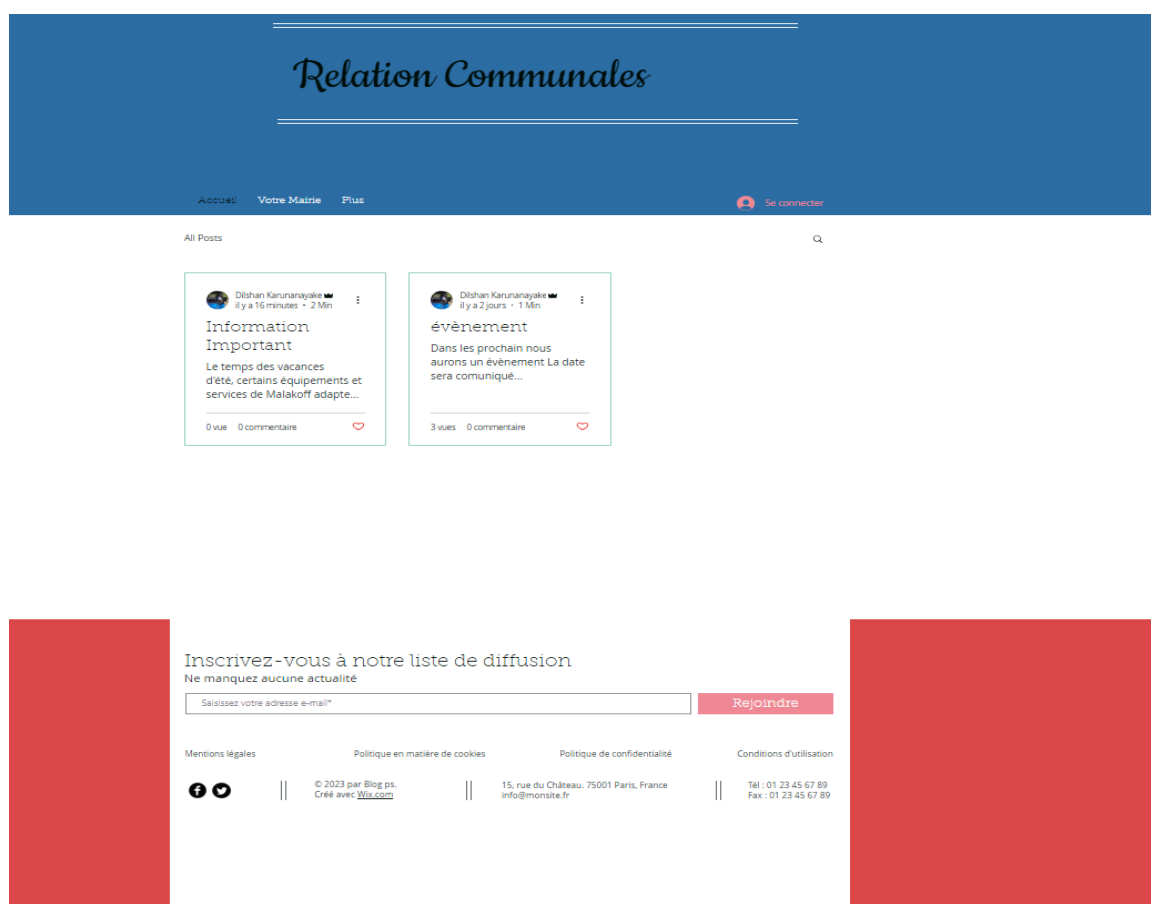 Relation Communales
Accueil Votre Mairie Plus Se connecter
All Posts
Dilshan Karunanayake
il y a 16 minutes · 2 Min
Information
Important
Le temps des vacances
d'été, certains équipements et
services de Malakoff adapte...
0 vue 0 commentaire
Dilshan Karunanayake
il y a 2 jours · 1 Min
évènement
Dans les prochain nous
aurons un évènement La date
sera comuniqué...
3 vues 0 commentaire
Inscrivez-vous à notre liste de diffusion
Ne manquez aucune actualité
Saisissez votre adresse e-mail*
Rejoindre
Mentions légales Politique en matière de cookies Politique de confidentialité Conditions d'utilisation
© 2023 par Blog ps.
Créé avec Wix.com
15, rue du Château. 75001 Paris, France
info@monsite.fr
Tél : 01 23 45 67 89
Fax : 01 23 45 67 89